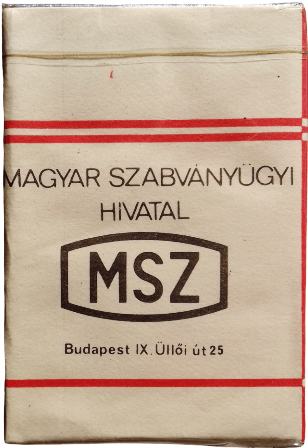 MAGYAR SZABVÁNYÜGYI
HIVATAL
MSZ
Budapest IX. Üllői út 25